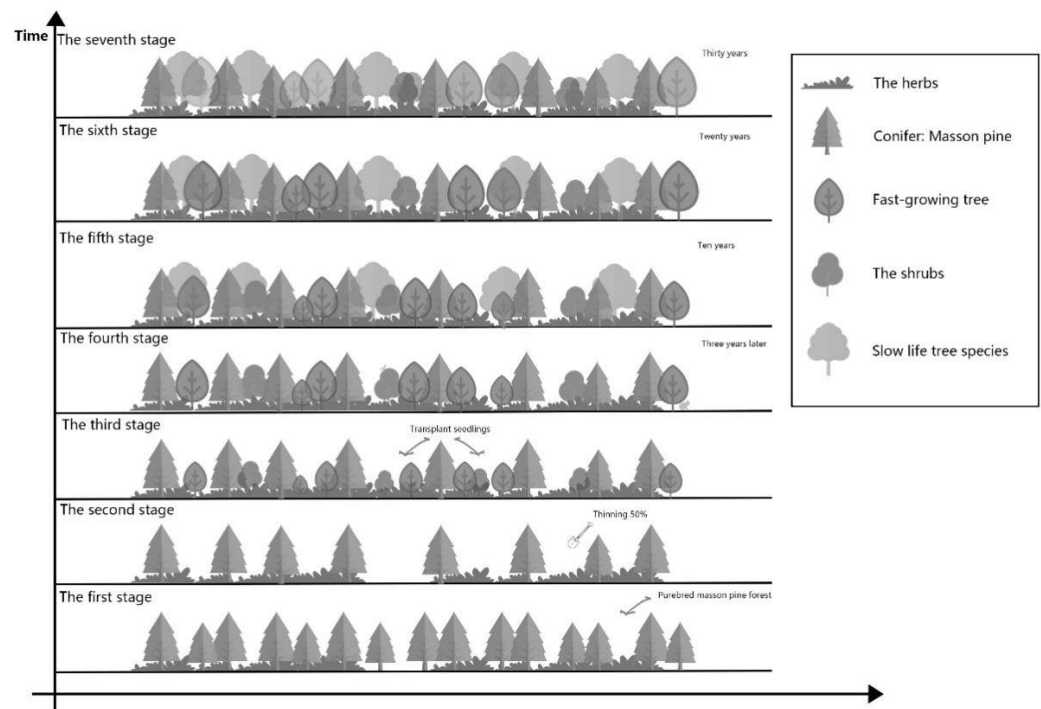 Time
The seventh stage
Thirty years
The sixth stage
Twenty years
The fifth stage
Ten years
The fourth stage
Three years later
The third stage
Transplant seedlings
The second stage
Thinning 50%
The first stage
Purebred masson pine forest
The herbs
Conifer: Masson pine
Fast-growing tree
The shrubs
Slow life tree species